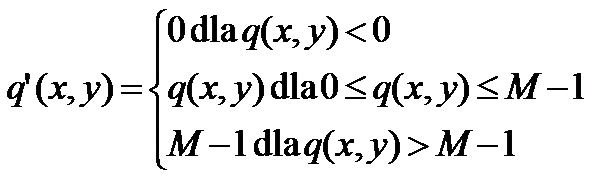 0 dla q(x, y) < 0
q'(x, y) = { q(x, y) dla 0 ≤ q(x, y) ≤ M − 1
M − 1 dla q(x, y) > M − 1